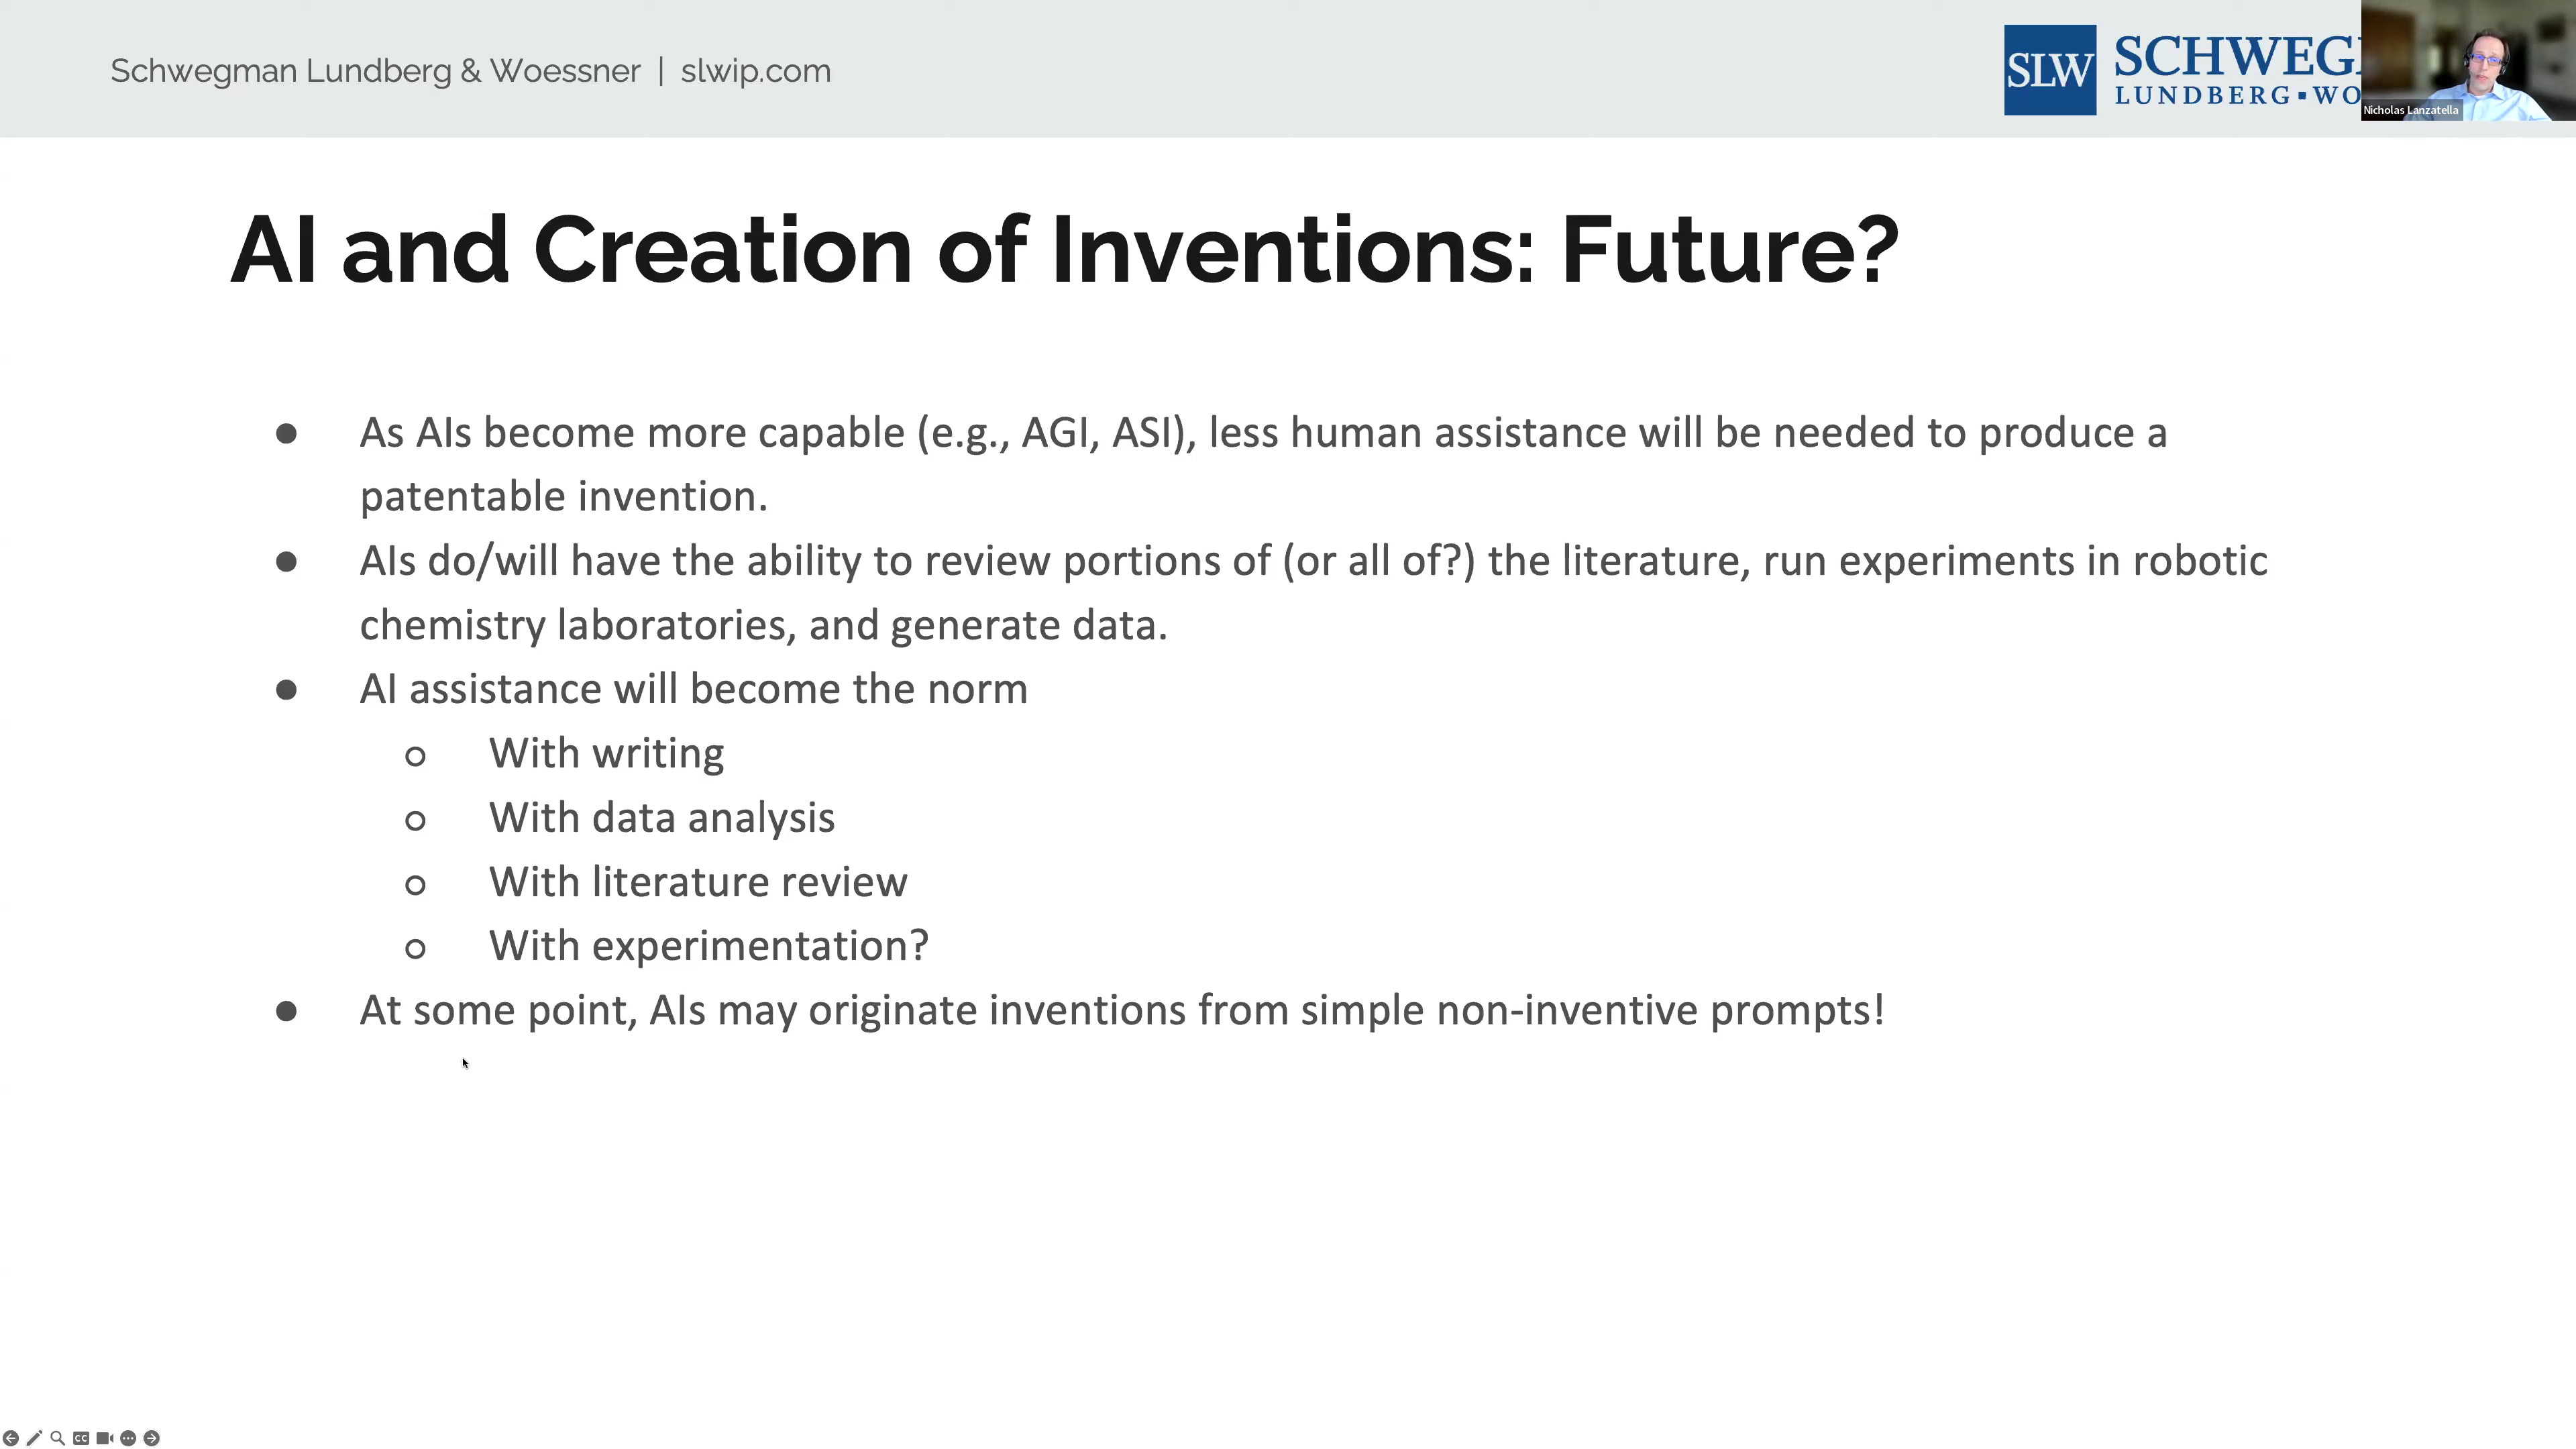 Schwegman Lundberg & Woessner | slwip.com
SLW
SCHWEG
LUNDBERG▪WO
Nicholas Lanzatella
AI and Creation of Inventions: Future?
● As AIs become more capable (e.g., AGI, ASI), less human assistance will be needed to produce a
patentable invention.
● AIs do/will have the ability to review portions of (or all of?) the literature, run experiments in robotic
chemistry laboratories, and generate data.
● AI assistance will become the norm
○ With writing
○ With data analysis
○ With literature review
○ With experimentation?
● At some point, AIs may originate inventions from simple non-inventive prompts!
CC